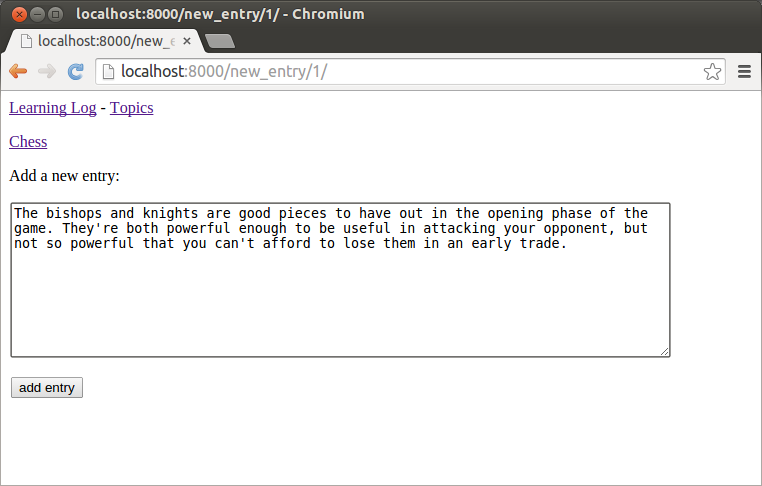 localhost:8000/new_entry/1/ - Chromium
localhost:8000/new_e
localhost:8000/new_entry/1/
Learning Log - Topics
Chess
Add a new entry:
The bishops and knights are good pieces to have out in the opening phase of the
game. They're both powerful enough to be useful in attacking your opponent, but
not so powerful that you can't afford to lose them in an early trade.
add entry